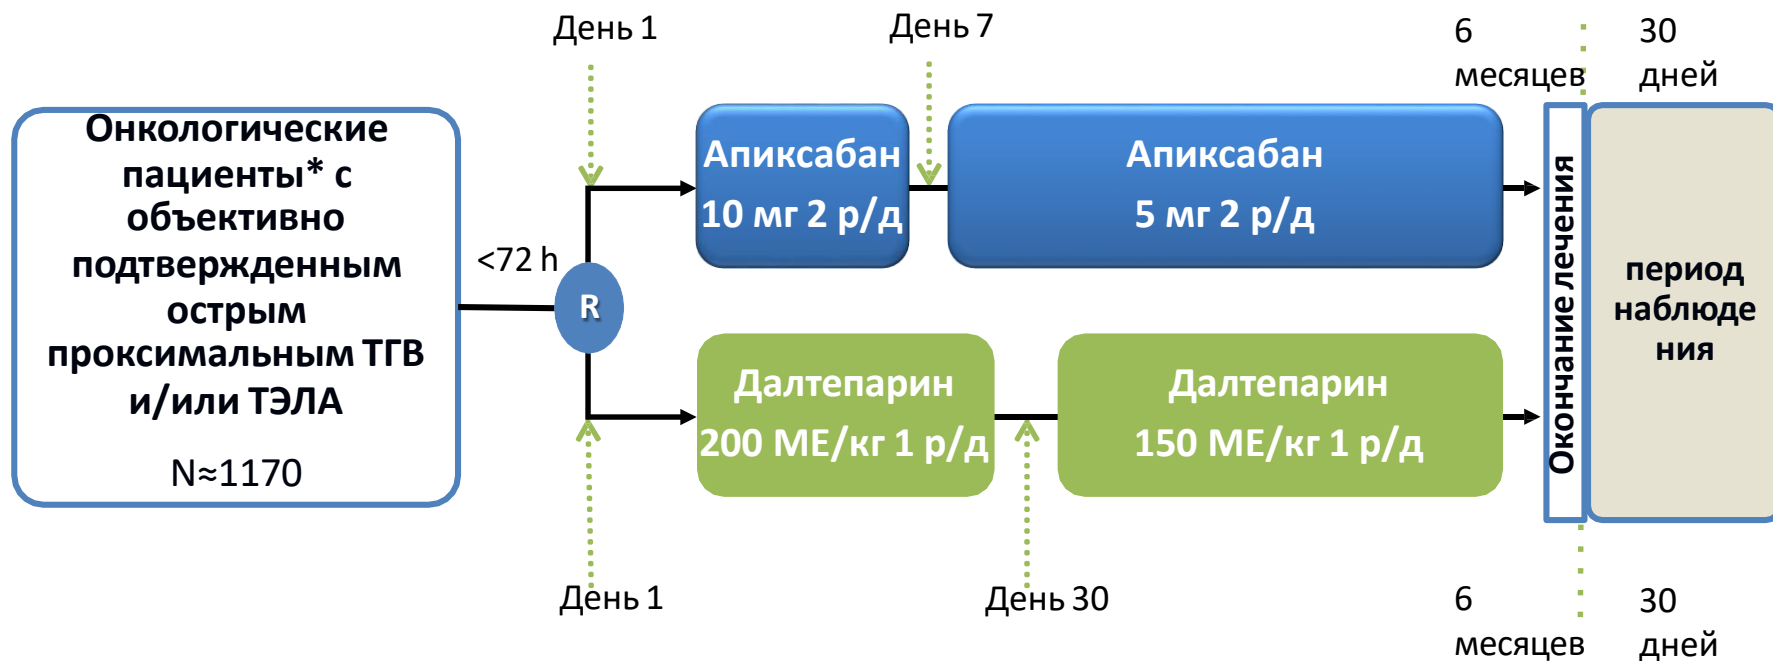 День 1
День 7
6
месяцев
30
дней
Онкологические
пациенты* с
объективно
подтвержденным
острым
проксимальным ТГВ
и/или ТЭЛА
N≈1170
<72 h
R
Апиксабан
10 мг 2 р/д
Апиксабан
5 мг 2 р/д
Далтепарин
200 МЕ/кг 1 р/д
Далтепарин
150 МЕ/кг 1 р/д
Окончание лечения
период
наблюде
ния
День 1
День 30
6
месяцев
30
дней